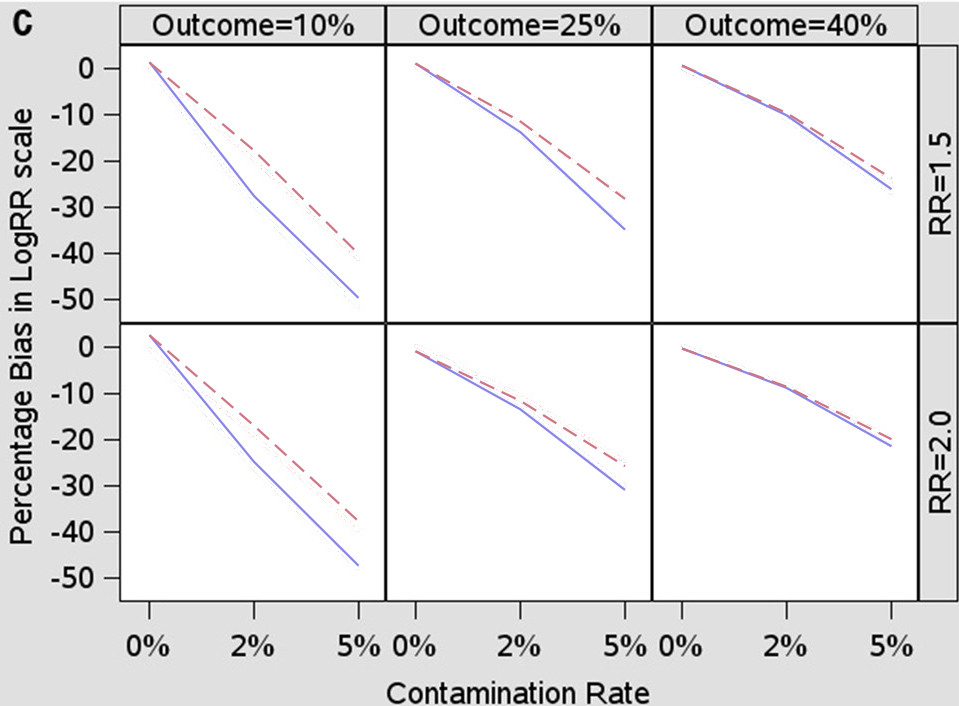 C
Outcome=10% Outcome=25% Outcome=40%
Percentage Bias in LogRR scale
0
-10
-20
-30
-40
-50
RR=1.5
0
-10
-20
-30
-40
-50
RR=2.0
0% 2% 5% 0% 2% 5% 0% 2% 5%
Contamination Rate